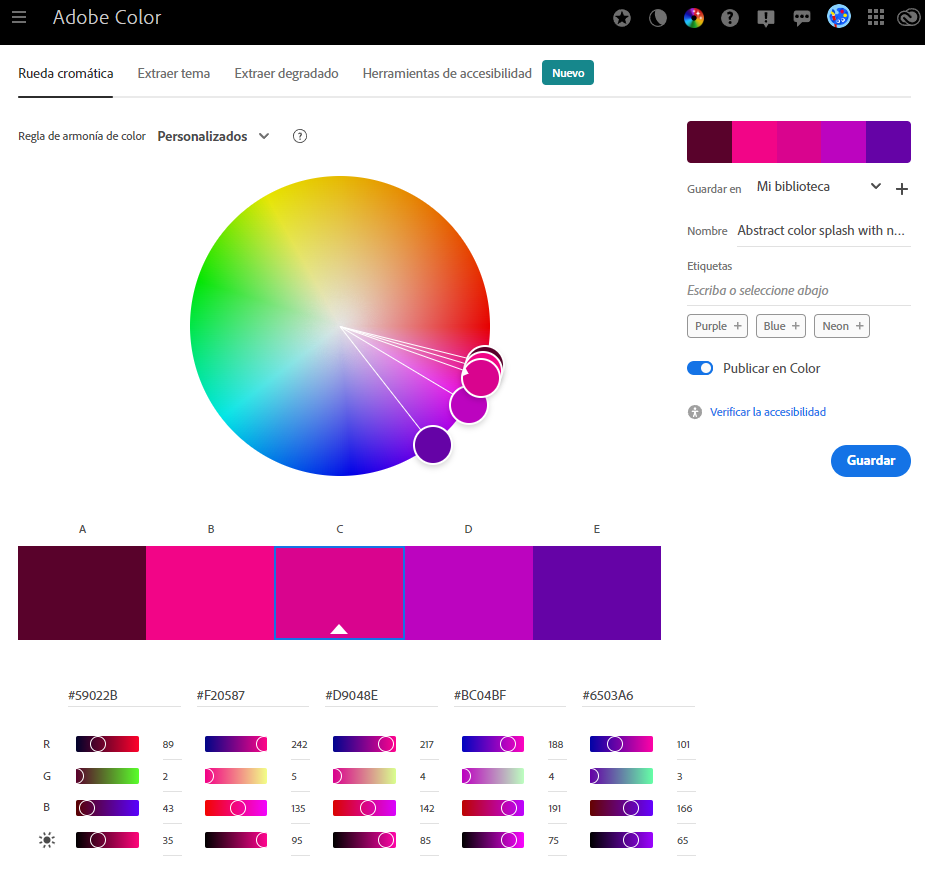 Adobe Color
Rueda cromática Extraer tema Extraer degradado Herramientas de accesibilidad Nuevo
Regla de armonía de color Personalizados ?
Guardar en Mi biblioteca +
Nombre Abstract color splash with n...
Etiquetas
Escriba o seleccione abajo
Purple + Blue + Neon +
Publicar en Color
Verificar la accesibilidad
Guardar
A B C D E
#59022B #F20587 #D9048E #BC04BF #6503A6
R 89 242 217 188 101
G 2 5 4 4 3
B 43 135 142 191 166
35 95 85 75 65